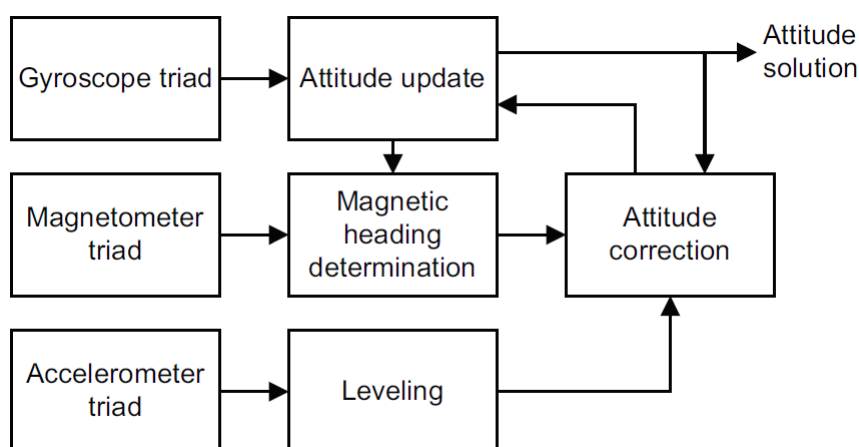 Gyroscope triad
Attitude update
Attitude
solution
Magnetometer
triad
Magnetic
heading
determination
Attitude
correction
Accelerometer
triad
Leveling